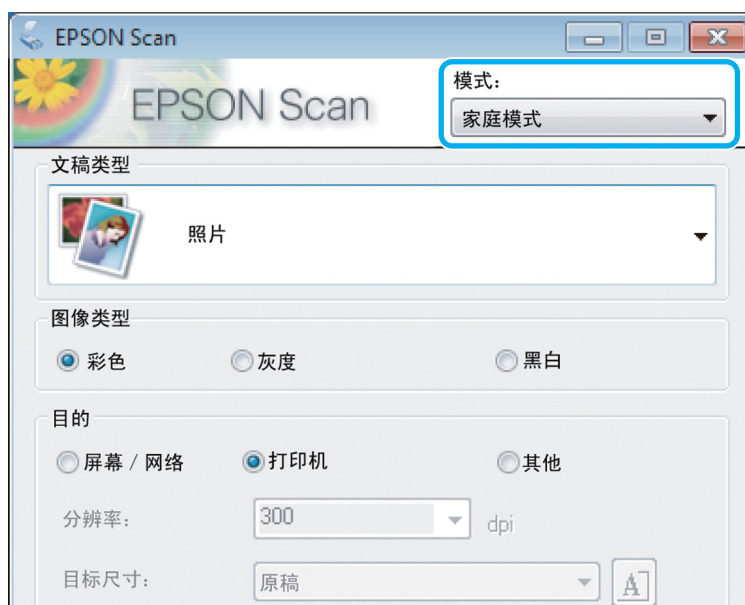 EPSON Scan
EPSON Scan
模式:
家庭模式
文稿类型
照片
图像类型
彩色 灰度 黑白
目的
屏幕 / 网络 打印机 其他
分辨率: 300 dpi
目标尺寸: 原稿 A